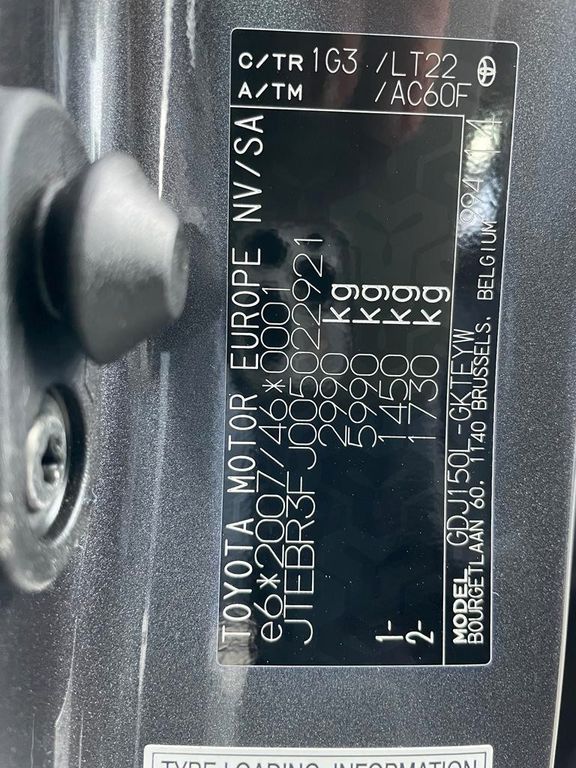 C/TR 1G3 /LT22
A/TM /AC60F
TOYOTA MOTOR EUROPE NV/SA
e6*2007/46*0001
JTEBR3FJ005022921
2990 kg
5990 kg
1- 1450 kg
2- 1730 kg
MODEL GDJ150L-GKTEYW
BOURGETLAAN 60, 1140 BRUSSELS, BELGIUM
TYRE LOADING INFORMATION